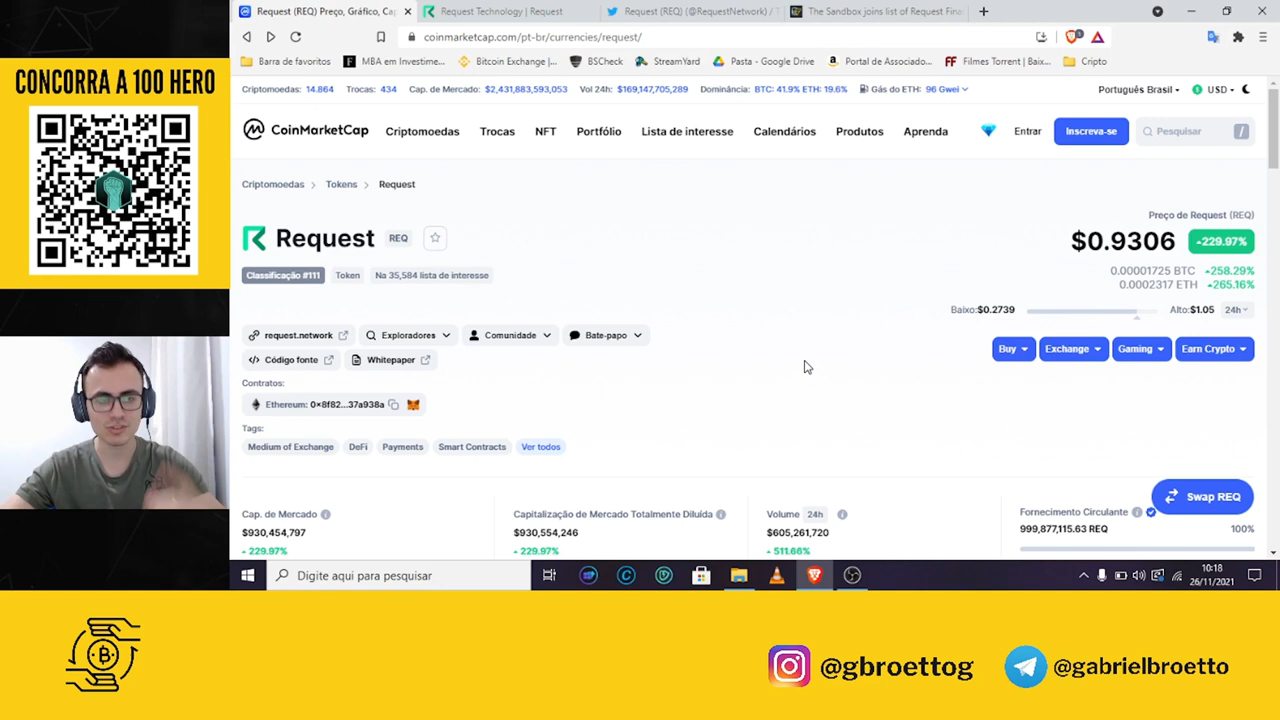 CONCORRA A 100 HERO
Request (REQ) Preço, Gráfico, Ca
Request Technology | Request
Request (REQ) (@RequestNetwork) / T
The Sandbox joins list of Request Fina
coinmarketcap.com/pt-br/currencies/request/
Barra de favoritos
MBA em Investime...
Bitcoin Exchange |...
BSCheck
StreamYard
Pasta - Google Drive
Portal de Associado...
Filmes Torrent | Baix...
Cripto
Criptomoedas: 14.864 Trocas: 434 Cap. de Mercado: $2,431,883,593,053 Vol 24h: $169,147,705,289 Dominância: BTC: 41.9% ETH: 19.6% Gás do ETH: 96 Gwei
Português Brasil
USD
CoinMarketCap
Criptomoedas Trocas NFT Portfólio Lista de interesse Calendários Produtos Aprenda
Entrar
Inscreva-se
Pesquisar /
Criptomoedas > Tokens > Request
Request REQ
Classificação #111
Token
Na 35,584 lista de interesse
Preço de Request (REQ)
$0.9306 229.97%
0.00001725 BTC 258.29%
0.0002317 ETH 265.16%
Baixo:$0.2739 Alto:$1.05 24h
request.network
Exploradores
Comunidade
Bate-papo
Código fonte
Whitepaper
Buy
Exchange
Gaming
Earn Crypto
Contratos:
Ethereum: 0x8f82...37a938a
Tags:
Medium of Exchange DeFi Payments Smart Contracts Ver todos
Swap REQ
Cap. de Mercado
$930,454,797
229.97%
Capitalização de Mercado Totalmente Diluída
$930,554,246
229.97%
Volume 24h
$605,261,720
511.66%
Fornecimento Circulante
999,877,115.63 REQ 100%
Digite aqui para pesquisar
10:18
26/11/2021
@gbroettog
@gabrielbroetto